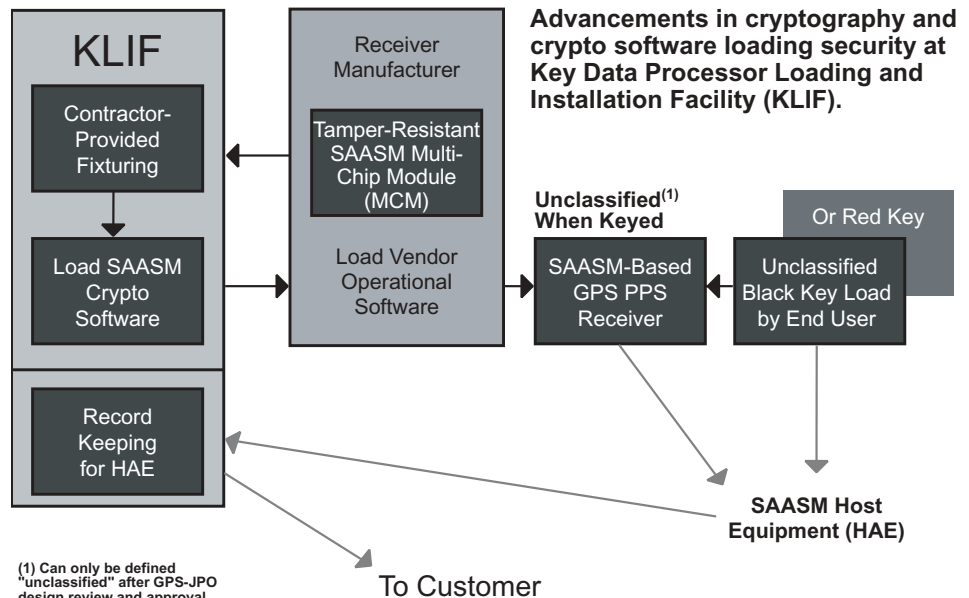 Advancements in cryptography and
crypto software loading security at
Key Data Processor Loading and
Installation Facility (KLIF).
KLIF
Contractor-
Provided
Fixturing
Load SAASM
Crypto
Software
Record
Keeping
for HAE
Receiver
Manufacturer
Tamper-Resistant
SAASM Multi-
Chip Module
(MCM)
Load Vendor
Operational
Software
Unclassified(1)
When Keyed
SAASM-Based
GPS PPS
Receiver
Or Red Key
Unclassified
Black Key Load
by End User
SAASM Host
Equipment (HAE)
To Customer
(1) Can only be defined
"unclassified" after GPS-JPO
design review and approval